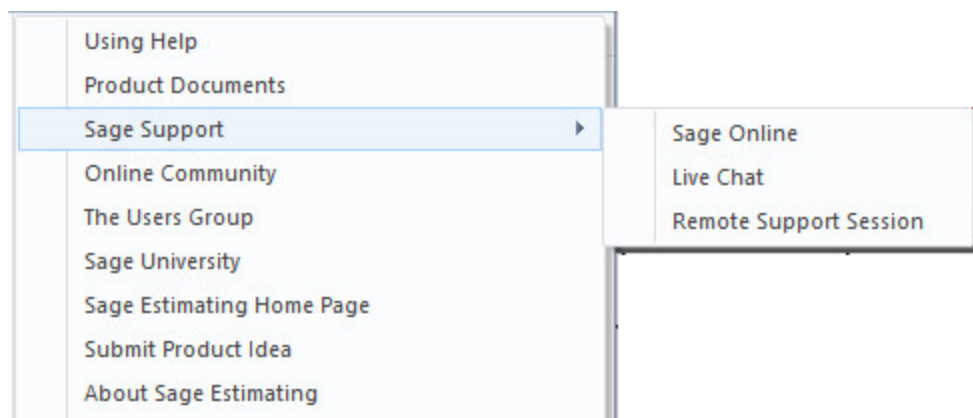 Using Help
Product Documents
Sage Support
Online Community
The Users Group
Sage University
Sage Estimating Home Page
Submit Product Idea
About Sage Estimating
Sage Online
Live Chat
Remote Support Session